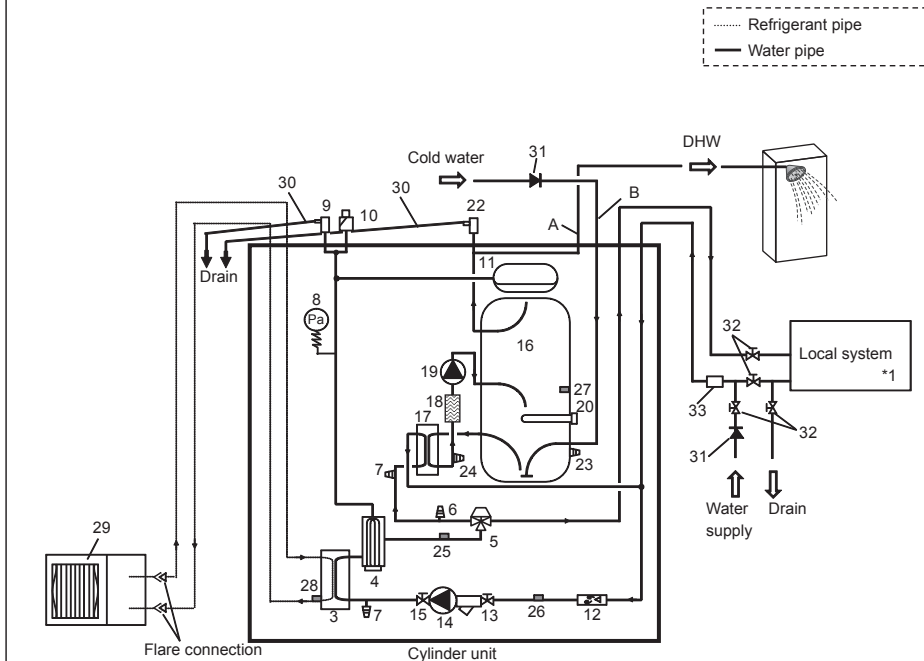 Refrigerant pipe
Water pipe
DHW
Cold water
31
B
30
9
10
30
22
A
Drain
11
8
Pa
16
32
Local system
*1
19
27
18
20
33
32
17
31
7
24
23
6
5
Water supply
Drain
25
29
28
4
3
7
15
14
13
26
12
Flare connection
Cylinder unit